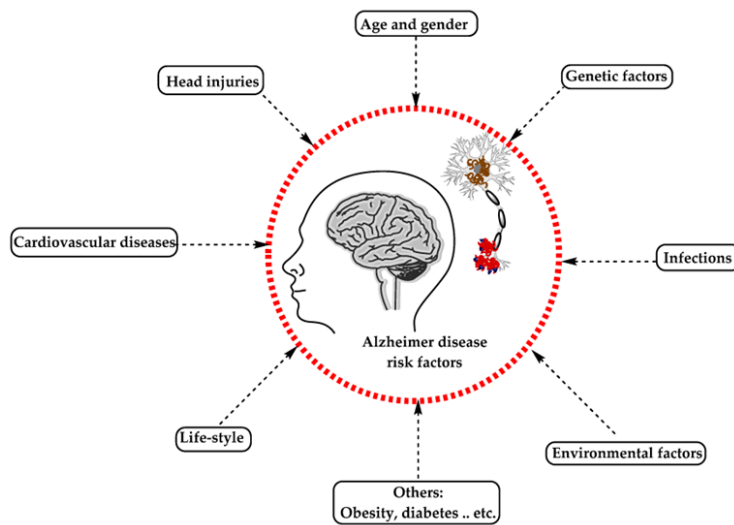 Age and gender
Head injuries
Genetic factors
Cardiovascular diseases
Infections
Alzheimer disease
risk factors
Life-style
Environmental factors
Others:
Obesity, diabetes .. etc.